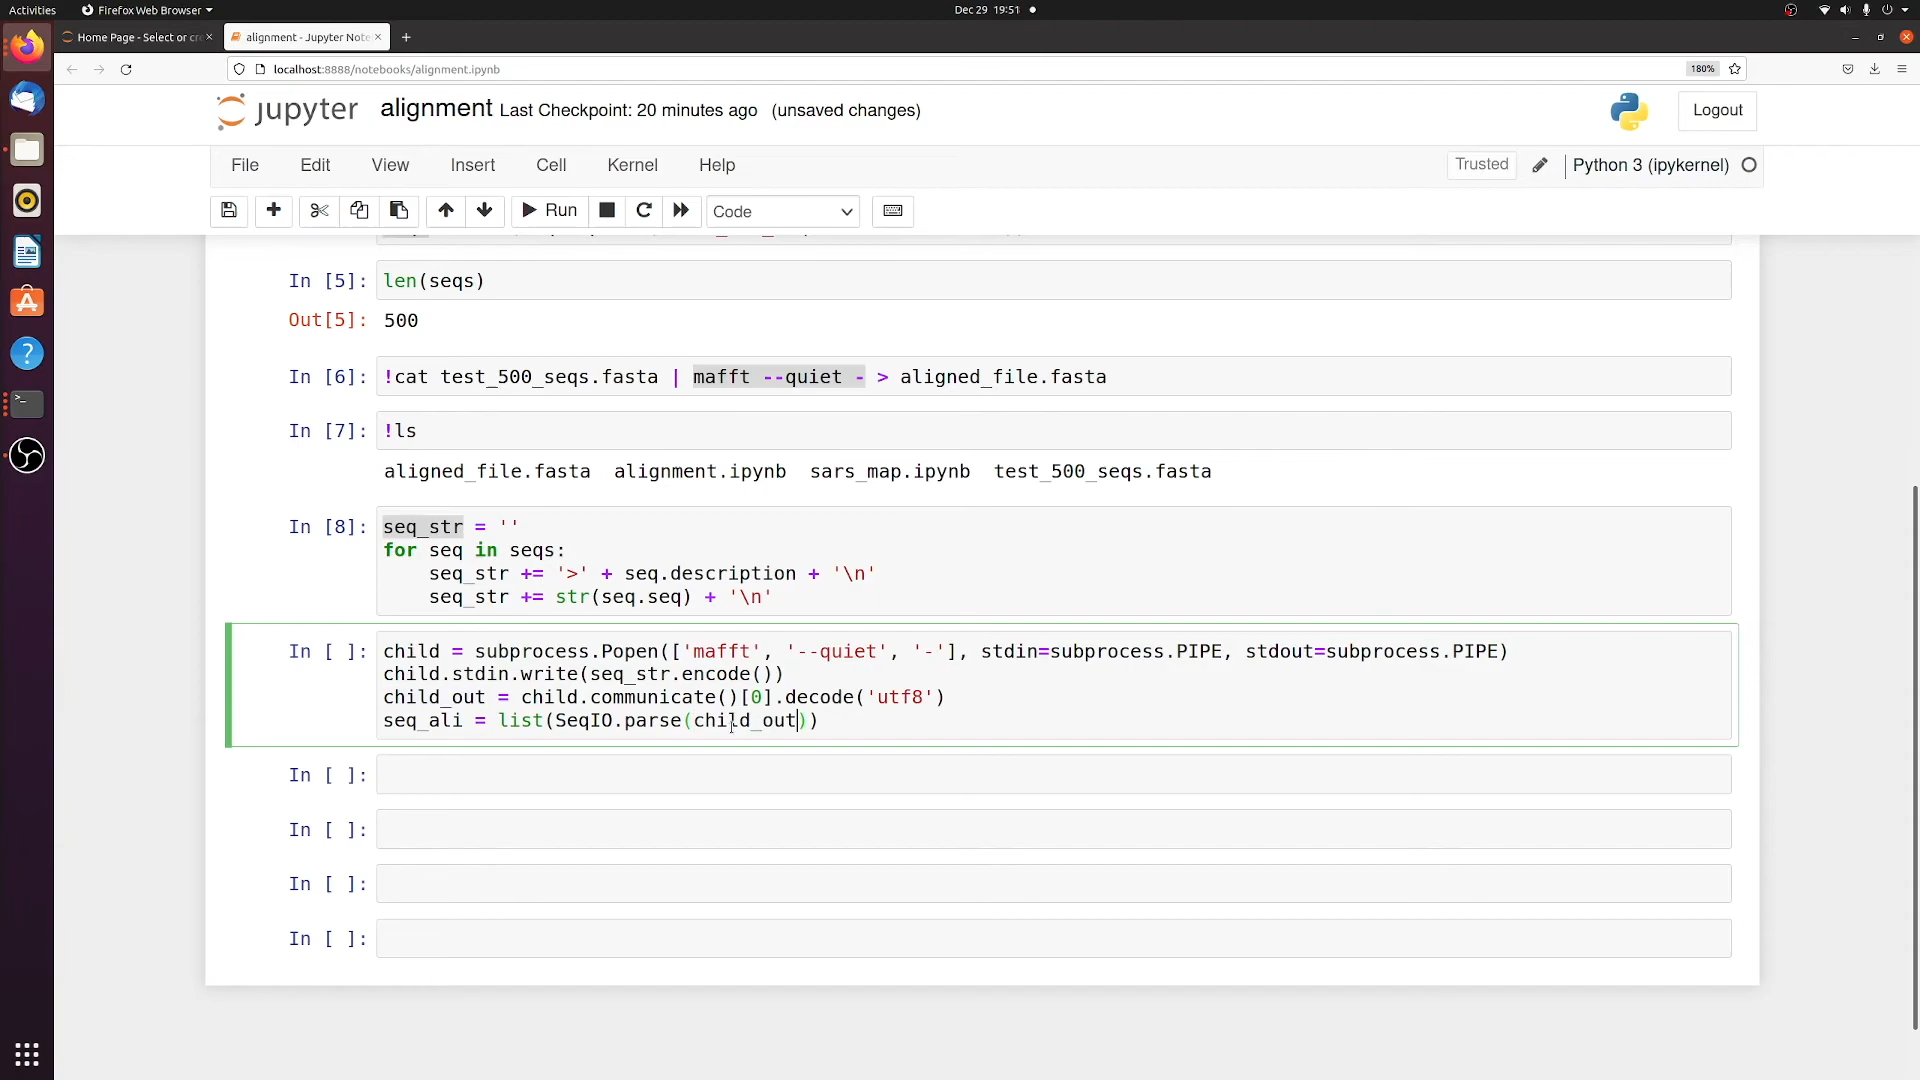 Activities
Firefox Web Browser
Dec 29 19:51
Home Page - Select or cre
alignment - Jupyter Note
localhost:8888/notebooks/alignment.ipynb
180%
jupyter
alignment Last Checkpoint: 20 minutes ago (unsaved changes)
Logout
File Edit View Insert Cell Kernel Help
Trusted
Python 3 (ipykernel)
Run
Code
In [5]: len(seqs)
Out[5]: 500
In [6]: !cat test_500_seqs.fasta | mafft --quiet - > aligned_file.fasta
In [7]: !ls
aligned_file.fasta alignment.ipynb sars_map.ipynb test_500_seqs.fasta
In [8]: seq_str = ''
for seq in seqs:
    seq_str += '>' + seq.description + '\n'
    seq_str += str(seq.seq) + '\n'
In [ ]: child = subprocess.Popen(['mafft', '--quiet', '-'], stdin=subprocess.PIPE, stdout=subprocess.PIPE)
child.stdin.write(seq_str.encode())
child_out = child.communicate()[0].decode('utf8')
seq_ali = list(SeqIO.parse(child_out))
In [ ]:
In [ ]:
In [ ]:
In [ ]: